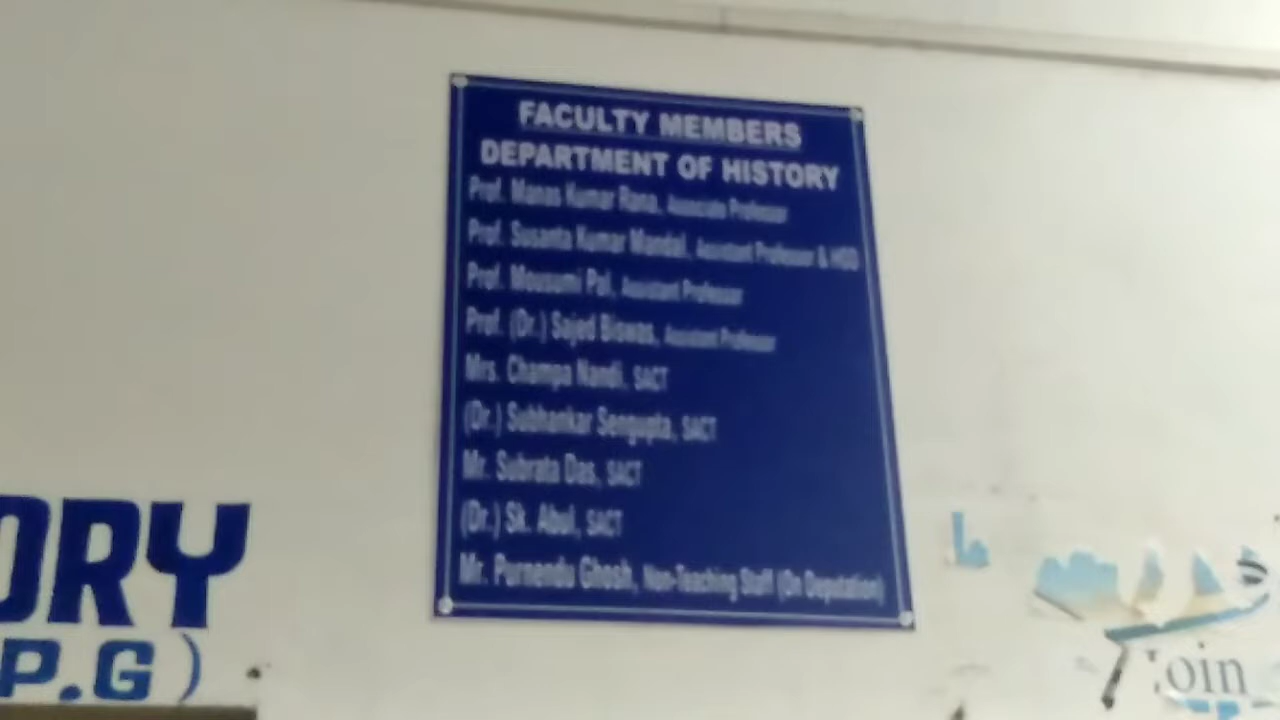 FACULTY MEMBERS
DEPARTMENT OF HISTORY
Prof. Manas Kumar Rana, Associate Professor
Prof. Susanta Kumar Mandal, Assistant Professor & HOD
Prof. Mousumi Pal, Assistant Professor
Prof. (Dr.) Sajed Biswas, Assistant Professor
Mrs. Champa Nandi, SACT
(Dr.) Subhankar Sengupta, SACT
Mr. Subrata Das, SACT
(Dr.) Sk. Abul, SACT
Mr. Purnendu Ghosh, Non-Teaching Staff (On Deputation)
ORY
P.G)
oin